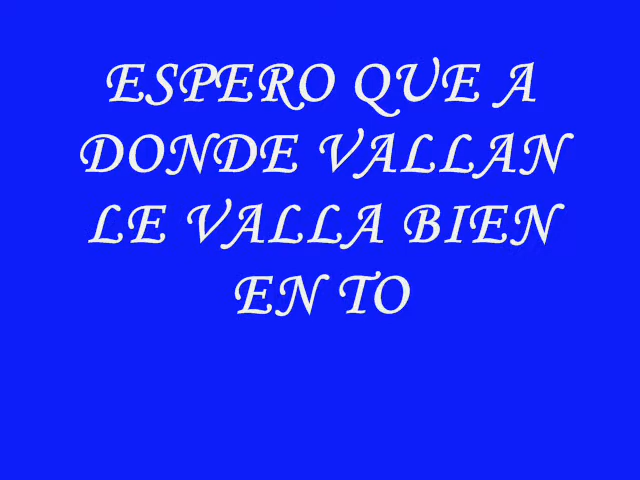 ESPERO QUE A
DONDE VALLAN
LE VALLA BIEN
EN TO